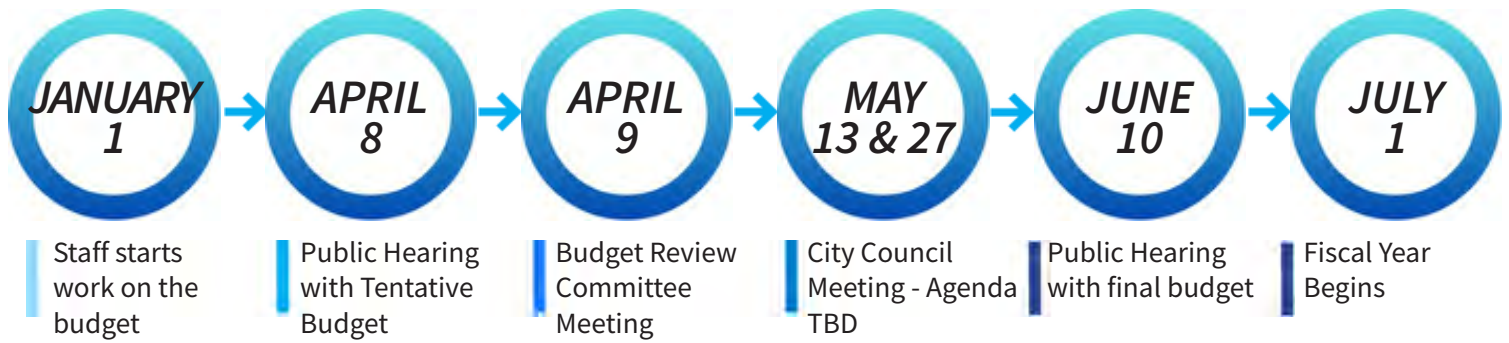 JANUARY
1
APRIL
8
APRIL
9
MAY
13 & 27
JUNE
10
JULY
1
Staff starts
work on the
budget
Public Hearing
with Tentative
Budget
Budget Review
Committee
Meeting
City Council
Meeting - Agenda
TBD
Public Hearing
with final budget
Fiscal Year
Begins